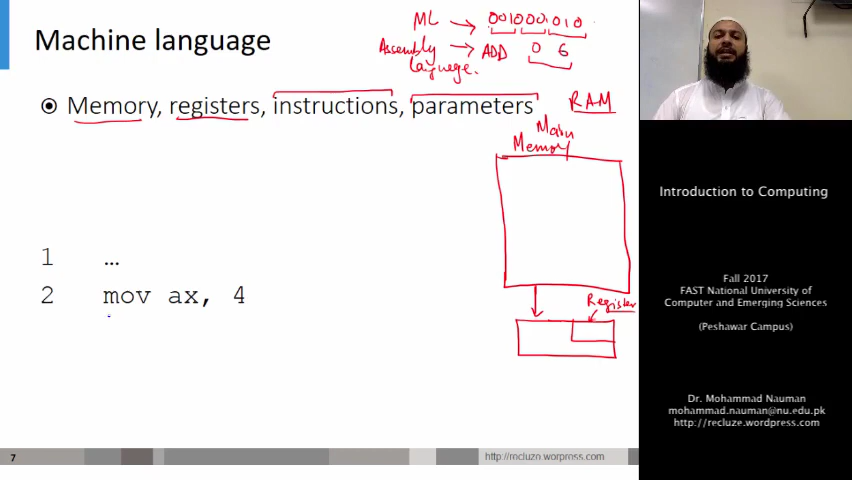 Machine language
ML → 001000010
Assembly → ADD 0 6
language.
Memory, registers, instructions, parameters
RAM
Main
Memory
1 ...
2 mov ax, 4
Register
7
http://recluze.worpress.com
Introduction to Computing
Fall 2017
FAST National University of
Computer and Emerging Sciences
(Peshawar Campus)
Dr. Mohammad Nauman
mohammad.nauman@nu.edu.pk
http://recluze.wordpress.com